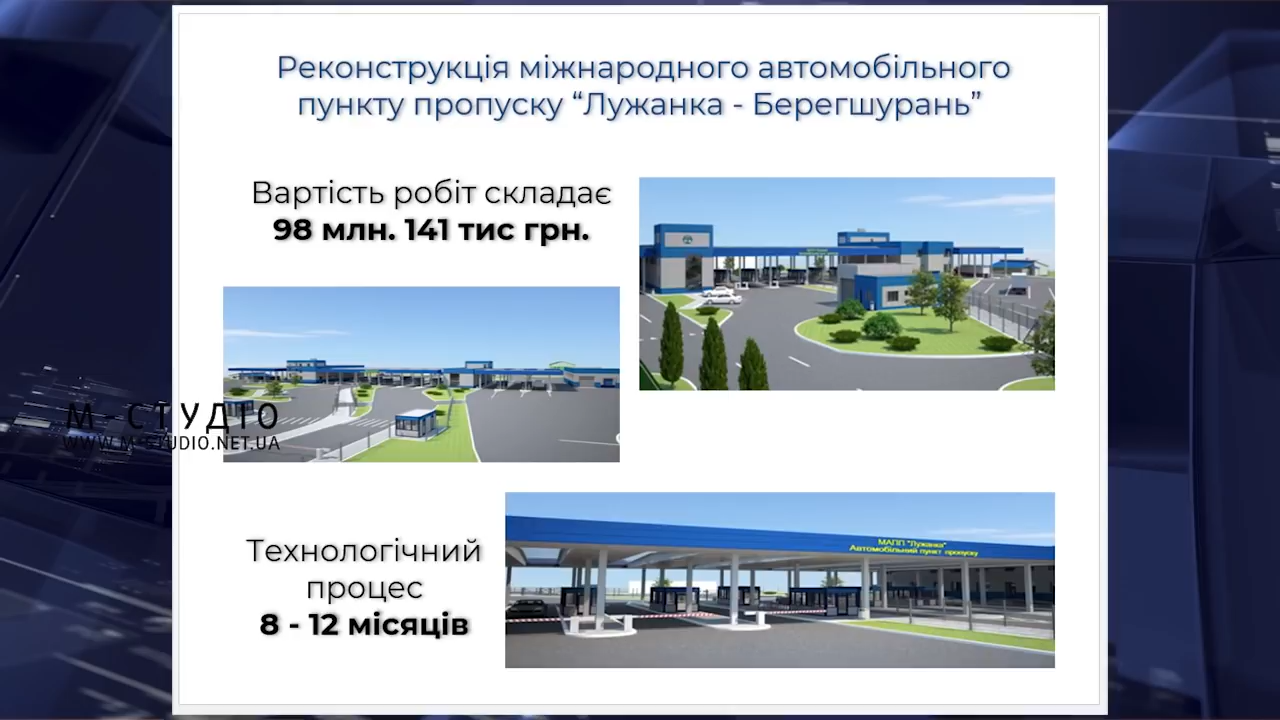 Реконструкція міжнародного автомобільного
пункту пропуску “Лужанка - Берегшурань”
Вартість робіт складає
98 млн. 141 тис грн.
М-СТУДІО
WWW.M-STUDIO.NET.UA
МАПП "Лужанка"
Автомобільний пункт пропуску
Технологічний
процес
8 - 12 місяців